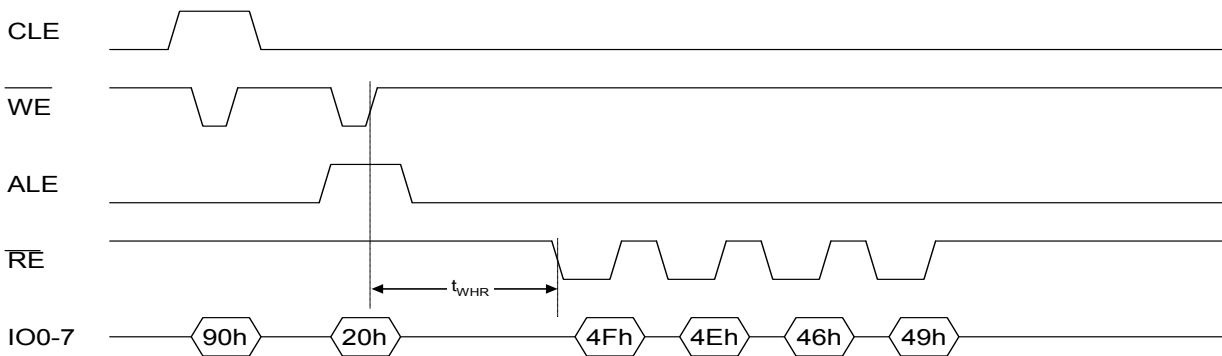 CLE
WE
ALE
RE
tWHR
IO0-7 90h 20h 4Fh 4Eh 46h 49h